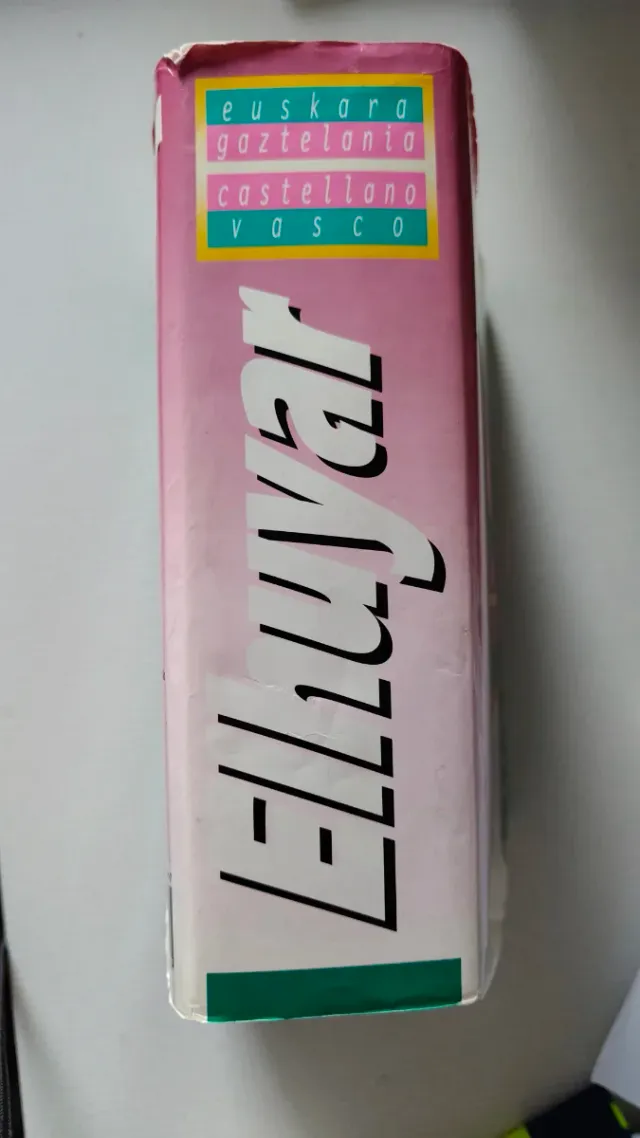 euskara
gaztelania
castellano
vasco
Elhuyar